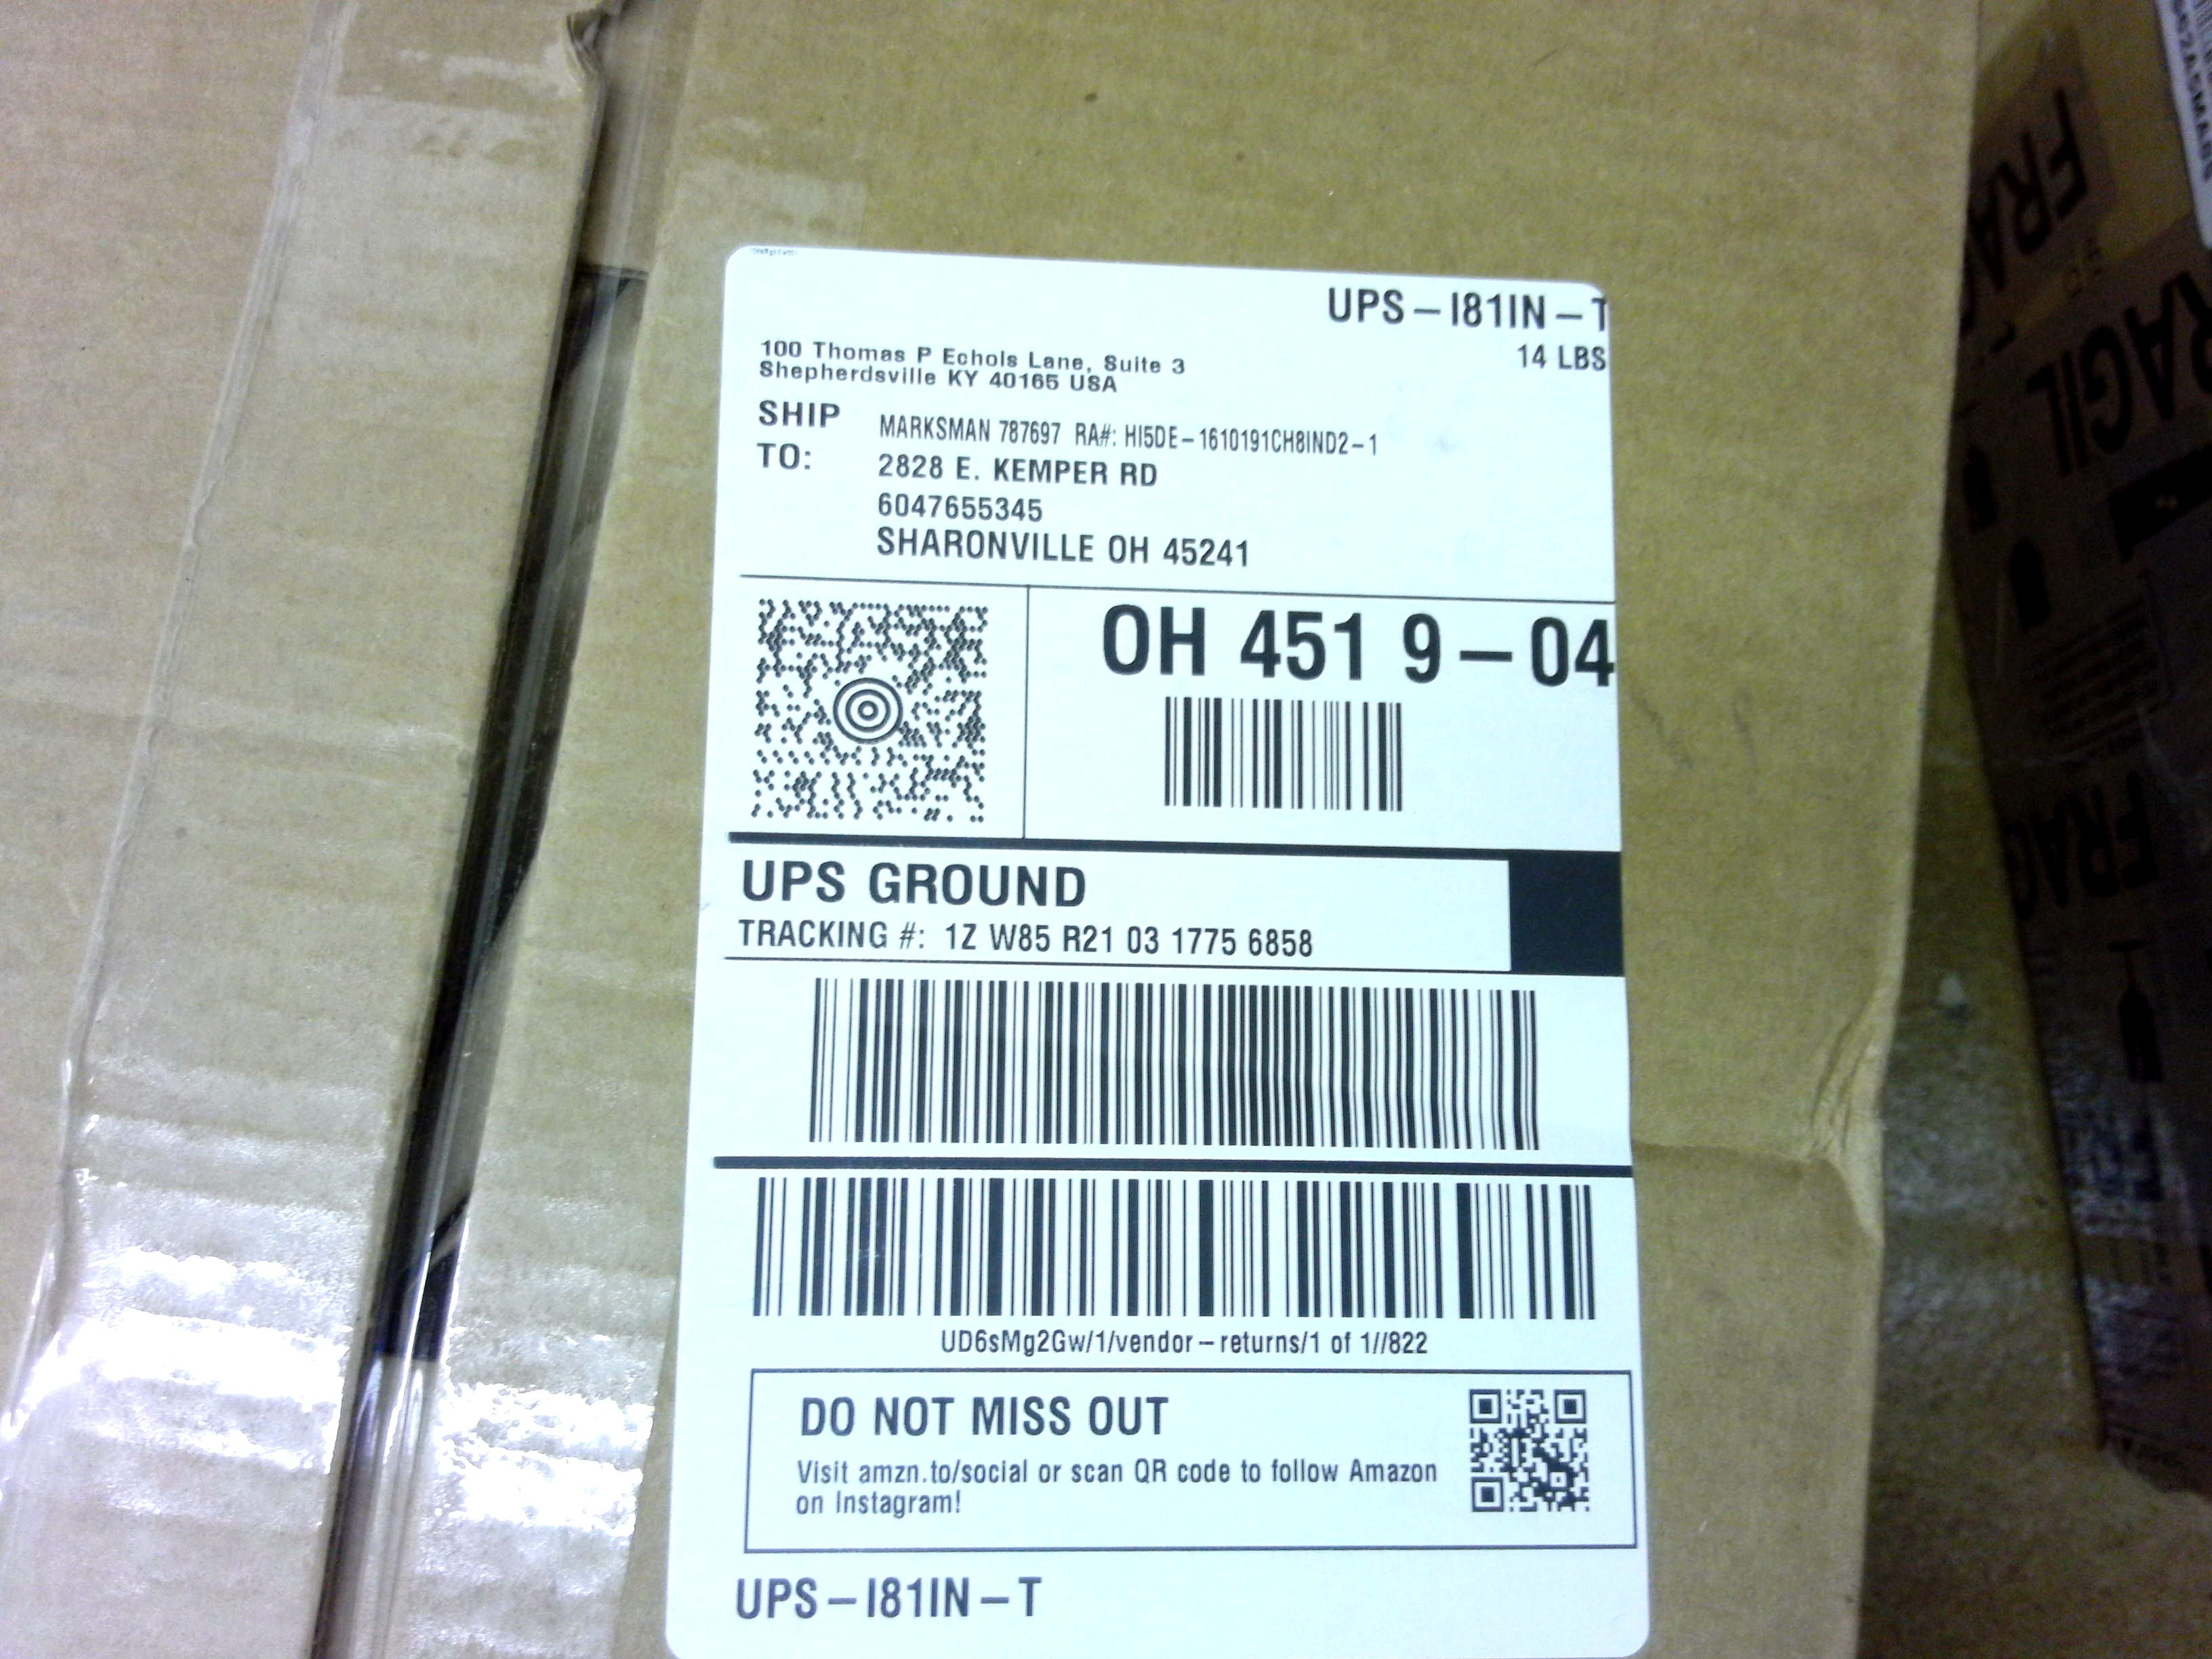 UPS – I81IN – T
14 LBS
100 Thomas P Echols Lane, Suite 3
Shepherdsville KY 40165 USA
SHIP TO:
MARKSMAN 787697 RA#: HI5DE – 1610191CH8IND2 – 1
2828 E. KEMPER RD
6047655345
SHARONVILLE OH 45241
OH 451 9 – 04
UPS GROUND
TRACKING #: 1Z W85 R21 03 1775 6858
UD6sMg2Gw/1/vendor – returns/1 of 1//822
DO NOT MISS OUT
Visit amzn.to/social or scan QR code to follow Amazon
on Instagram!
UPS – I81IN – T
FRA
RAGIL
FRAG